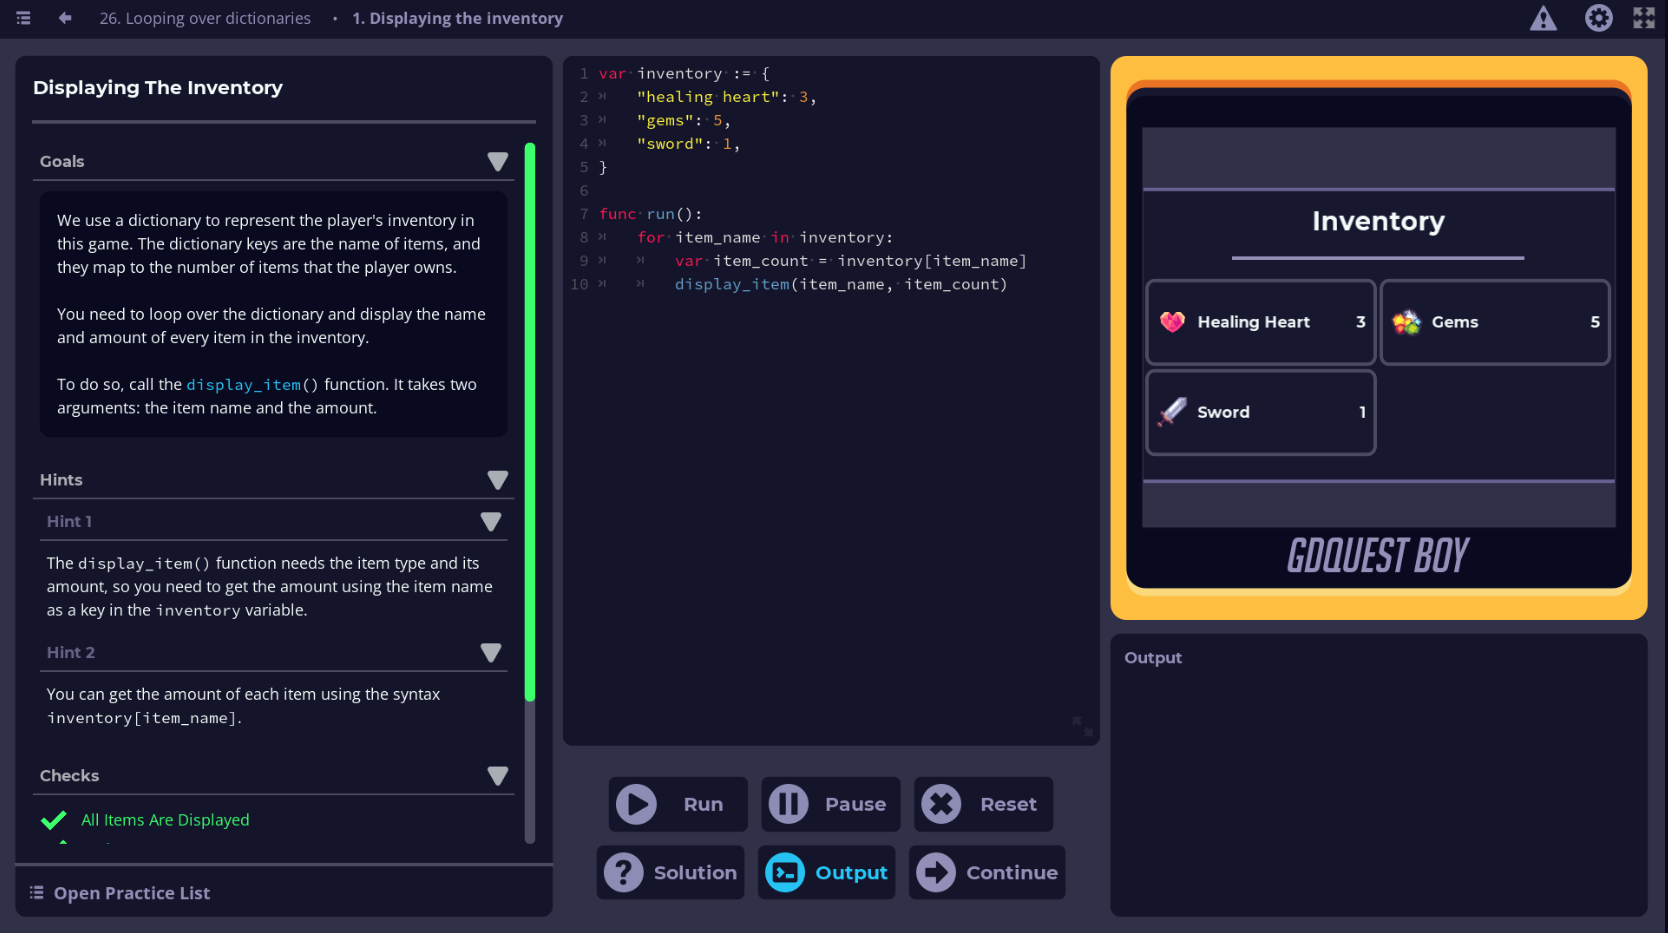 26. Looping over dictionaries • 1. Displaying the inventory
Displaying The Inventory
Goals
We use a dictionary to represent the player's inventory in
this game. The dictionary keys are the name of items, and
they map to the number of items that the player owns.
You need to loop over the dictionary and display the name
and amount of every item in the inventory.
To do so, call the display_item() function. It takes two
arguments: the item name and the amount.
Hints
Hint 1
The display_item() function needs the item type and its
amount, so you need to get the amount using the item name
as a key in the inventory variable.
Hint 2
You can get the amount of each item using the syntax
inventory[item_name].
Checks
All Items Are Displayed
Open Practice List
1 var inventory := {
2 "healing heart": 3,
3 "gems": 5,
4 "sword": 1,
5 }
6
7 func run():
8 for item_name in inventory:
9 var item_count = inventory[item_name]
10 display_item(item_name, item_count)
Run
Pause
Reset
Solution
Output
Continue
Inventory
Healing Heart 3
Gems 5
Sword 1
GDQUEST BOY
Output